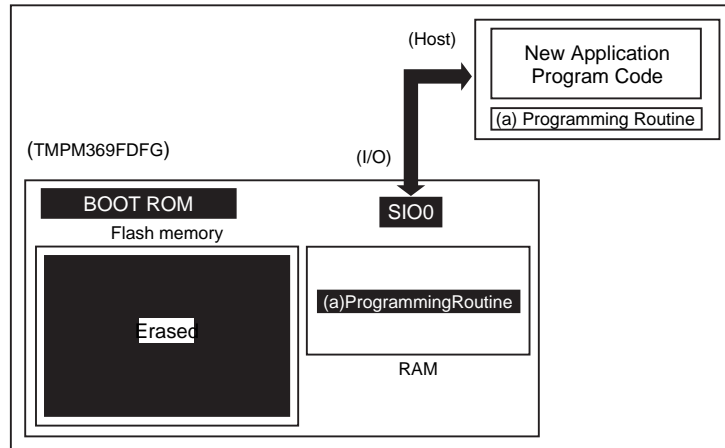 (Host)
New Application
Program Code
(a) Programming Routine
(TMPM369FDFG)
(I/O)
BOOT ROM
SIO0
Flash memory
(a)ProgrammingRoutine
Erased
RAM